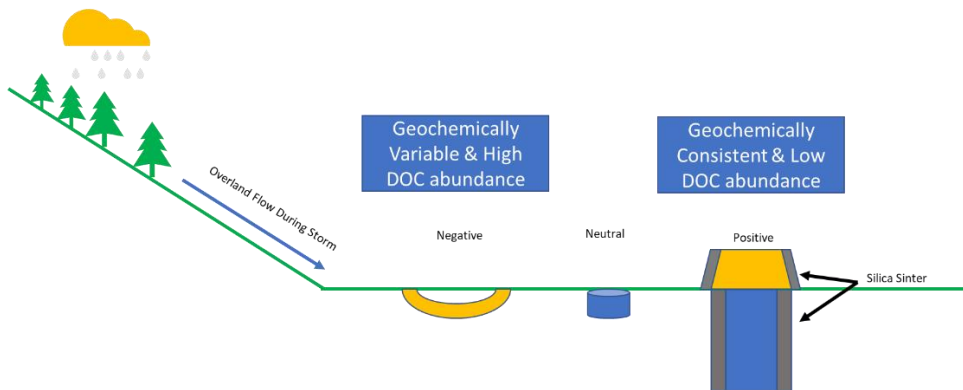 Geochemically
Variable & High
DOC abundance
Geochemically
Consistent & Low
DOC abundance
Overland Flow During Storm
Negative
Neutral
Positive
Silica Sinter